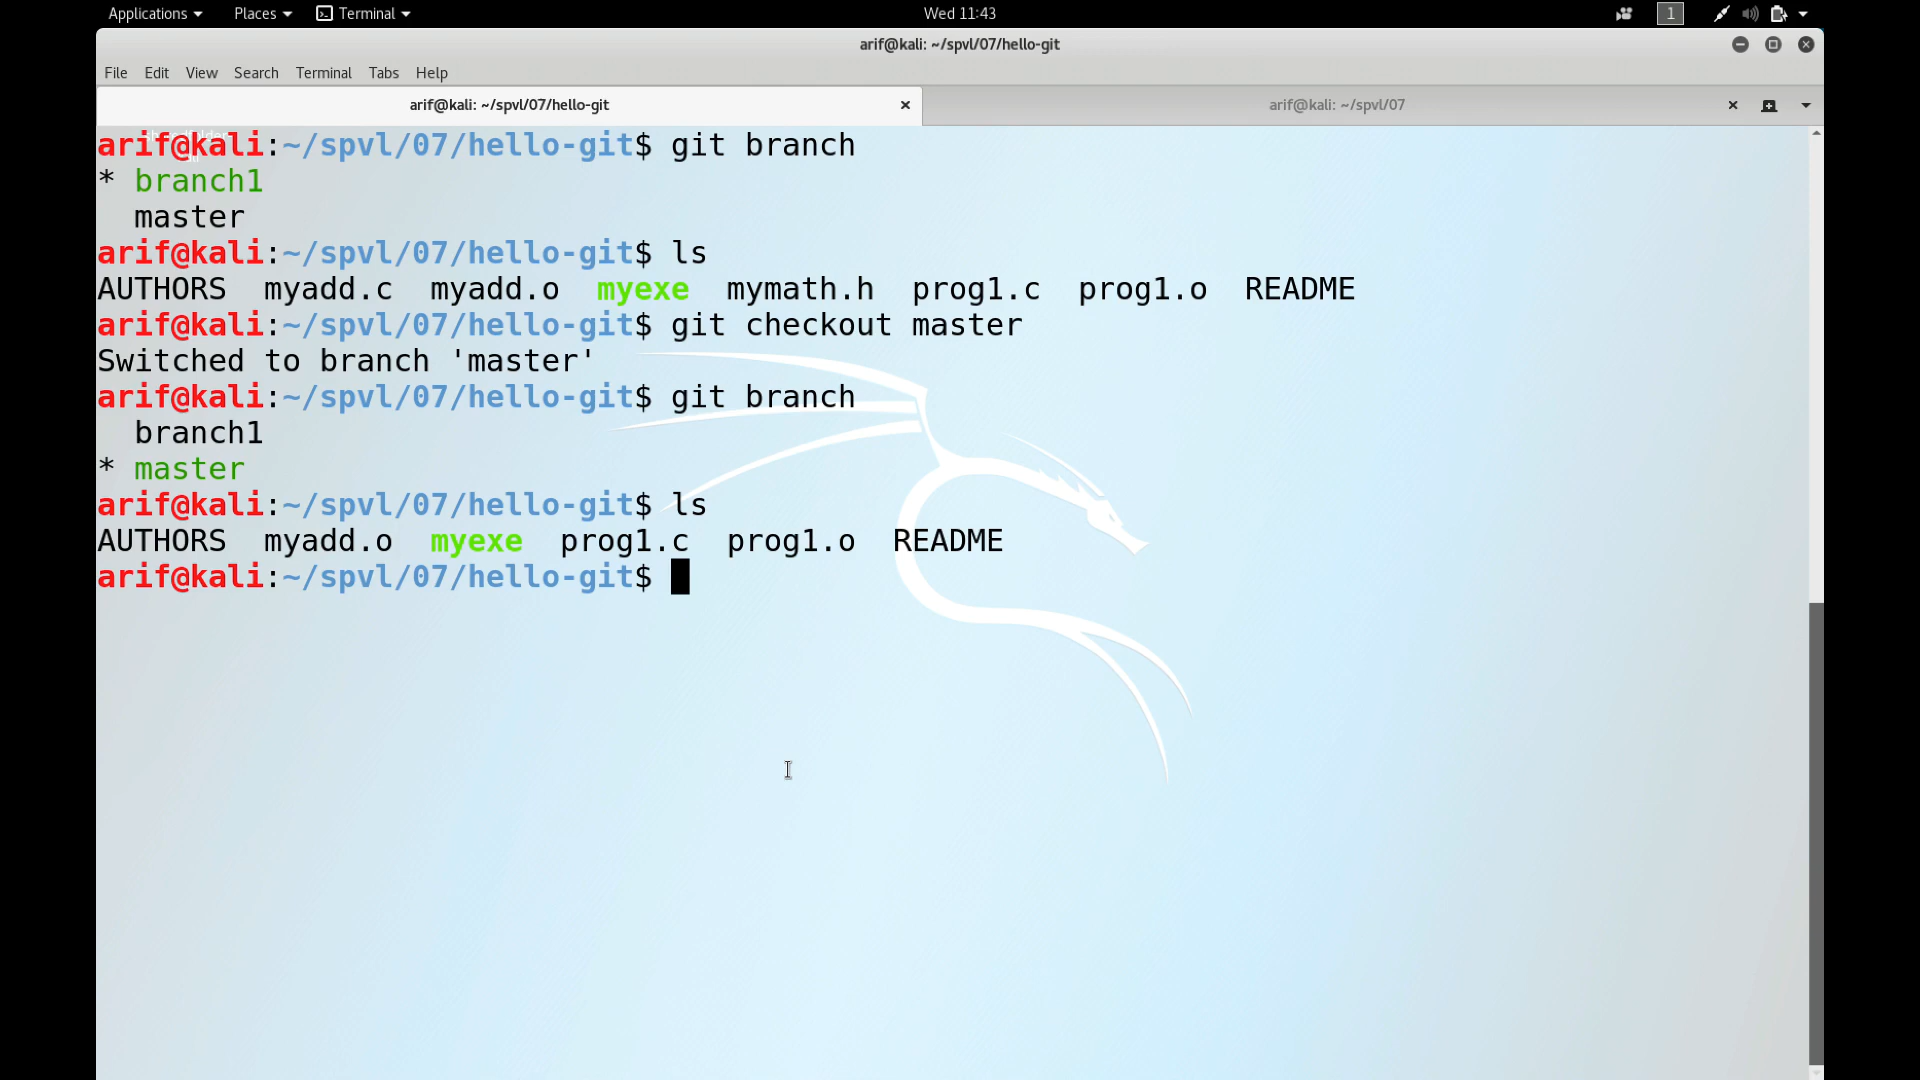 Applications Places Terminal Wed 11:43 1
arif@kali: ~/spvl/07/hello-git
File Edit View Search Terminal Tabs Help
arif@kali: ~/spvl/07/hello-git arif@kali: ~/spvl/07
arif@kali:~/spvl/07/hello-git$ git branch
* branch1
  master
arif@kali:~/spvl/07/hello-git$ ls
AUTHORS  myadd.c  myadd.o  myexe  mymath.h  prog1.c  prog1.o  README
arif@kali:~/spvl/07/hello-git$ git checkout master
Switched to branch 'master'
arif@kali:~/spvl/07/hello-git$ git branch
  branch1
* master
arif@kali:~/spvl/07/hello-git$ ls
AUTHORS  myadd.o  myexe  prog1.c  prog1.o  README
arif@kali:~/spvl/07/hello-git$